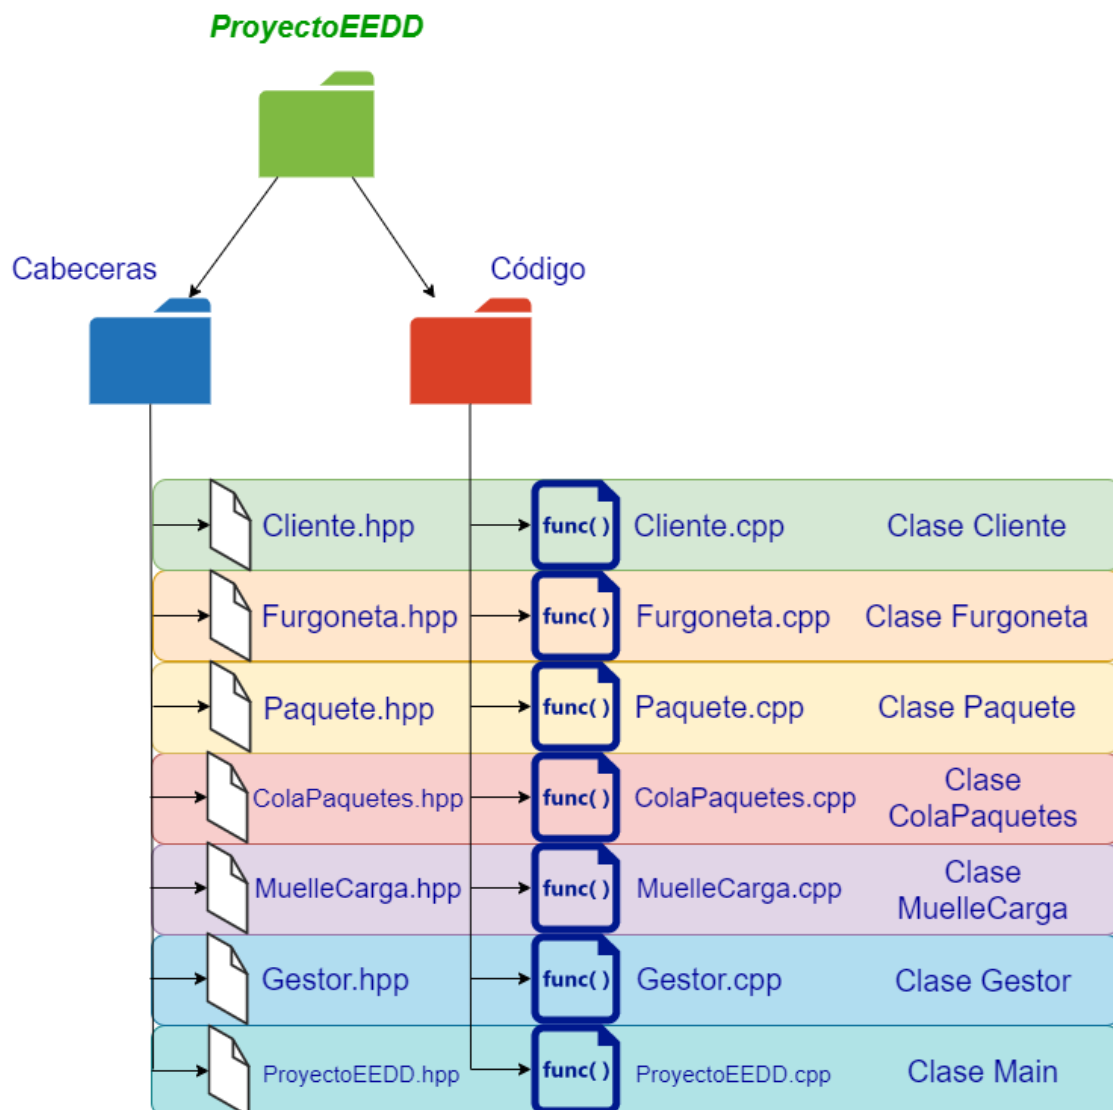 ProyectoEEDD
Cabeceras
Código
Cliente.hpp
func( )
Cliente.cpp
Clase Cliente
Furgoneta.hpp
func( )
Furgoneta.cpp
Clase Furgoneta
Paquete.hpp
func( )
Paquete.cpp
Clase Paquete
ColaPaquetes.hpp
func( )
ColaPaquetes.cpp
Clase
ColaPaquetes
MuelleCarga.hpp
func( )
MuelleCarga.cpp
Clase
MuelleCarga
Gestor.hpp
func( )
Gestor.cpp
Clase Gestor
ProyectoEEDD.hpp
func( )
ProyectoEEDD.cpp
Clase Main